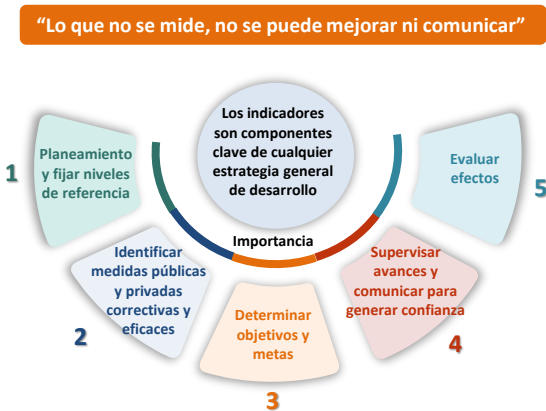 “Lo que no se mide, no se puede mejorar ni comunicar”
Los indicadores
son componentes
clave de cualquier
estrategia general
de desarrollo
Importancia
1
Planeamiento
y fijar niveles
de referencia
2
Identificar
medidas públicas
y privadas
correctivas y
eficaces
3
Determinar
objetivos y
metas
4
Supervisar
avances y
comunicar para
generar confianza
5
Evaluar
efectos